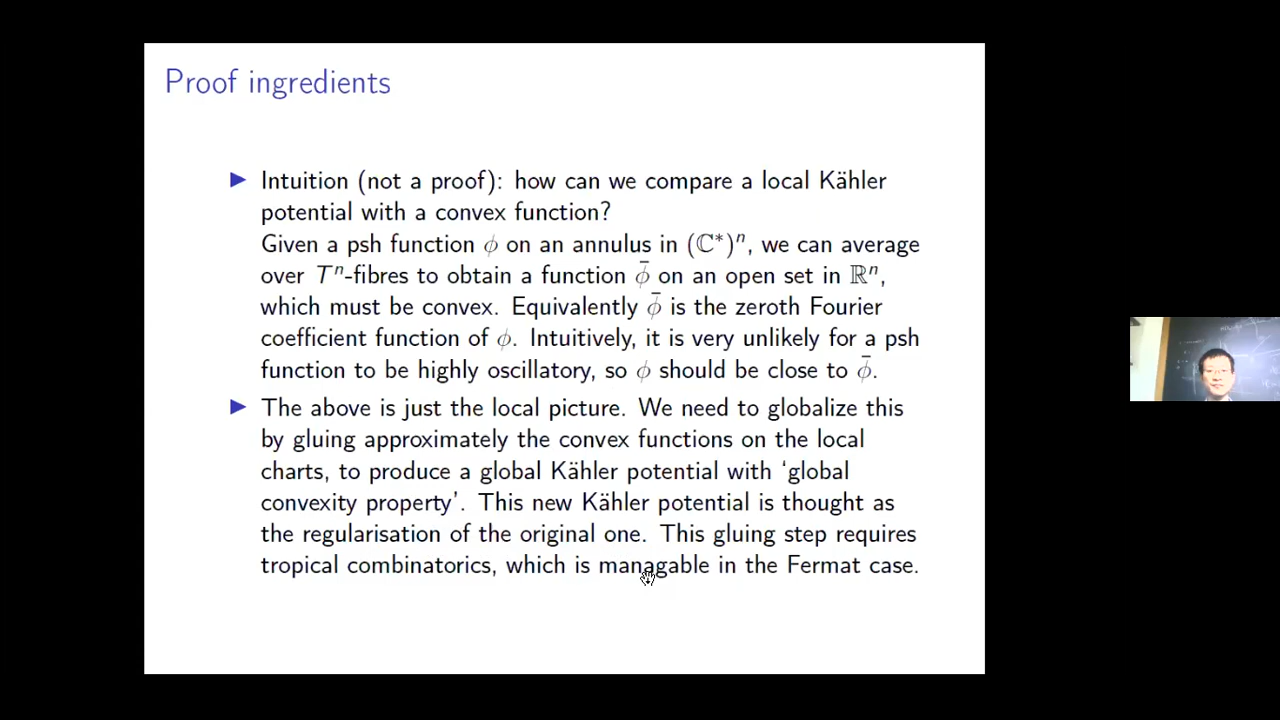 Proof ingredients
▶ Intuition (not a proof): how can we compare a local Kähler
potential with a convex function?
Given a psh function ϕ on an annulus in (ℂ*)ⁿ, we can average
over Tⁿ-fibres to obtain a function ϕ̄ on an open set in ℝⁿ,
which must be convex. Equivalently ϕ̄ is the zeroth Fourier
coefficient function of ϕ. Intuitively, it is very unlikely for a psh
function to be highly oscillatory, so ϕ should be close to ϕ̄.
▶ The above is just the local picture. We need to globalize this
by gluing approximately the convex functions on the local
charts, to produce a global Kähler potential with ‘global
convexity property’. This new Kähler potential is thought as
the regularisation of the original one. This gluing step requires
tropical combinatorics, which is managable in the Fermat case.